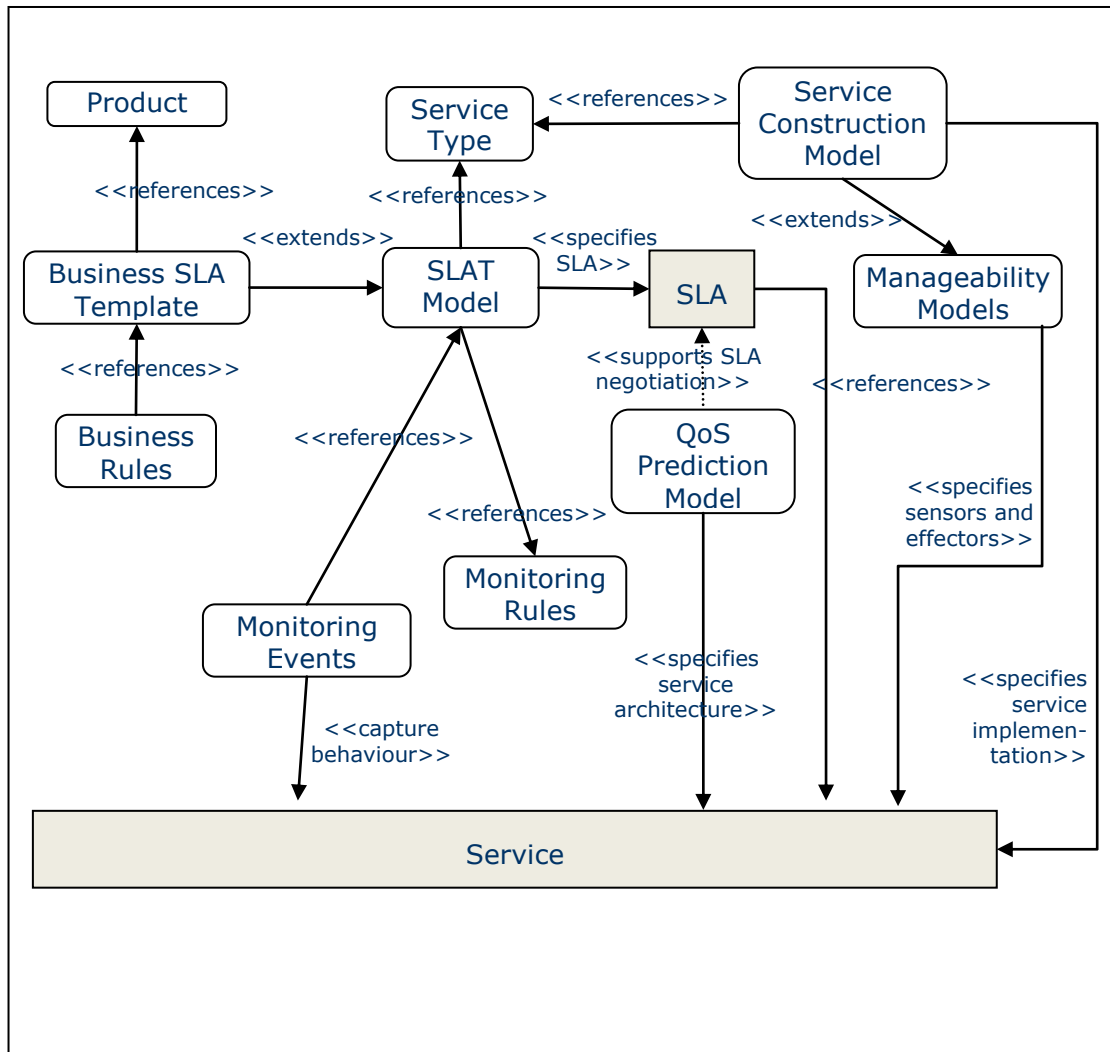 Product
<<references>>
Business SLA
Template
<<references>>
Business
Rules
<<extends>>
Service
Type
<<references>>
<<references>>
Service
Construction
Model
<<extends>>
Manageability
Models
SLAT
Model
<<specifies
SLA>>
SLA
<<supports SLA
negotiation>>
<<references>>
QoS
Prediction
Model
<<references>>
<<references>>
Monitoring
Rules
Monitoring
Events
<<capture
behaviour>>
<<specifies
service
architecture>>
<<specifies
sensors and
effectors>>
<<specifies
service
implemen-
tation>>
Service